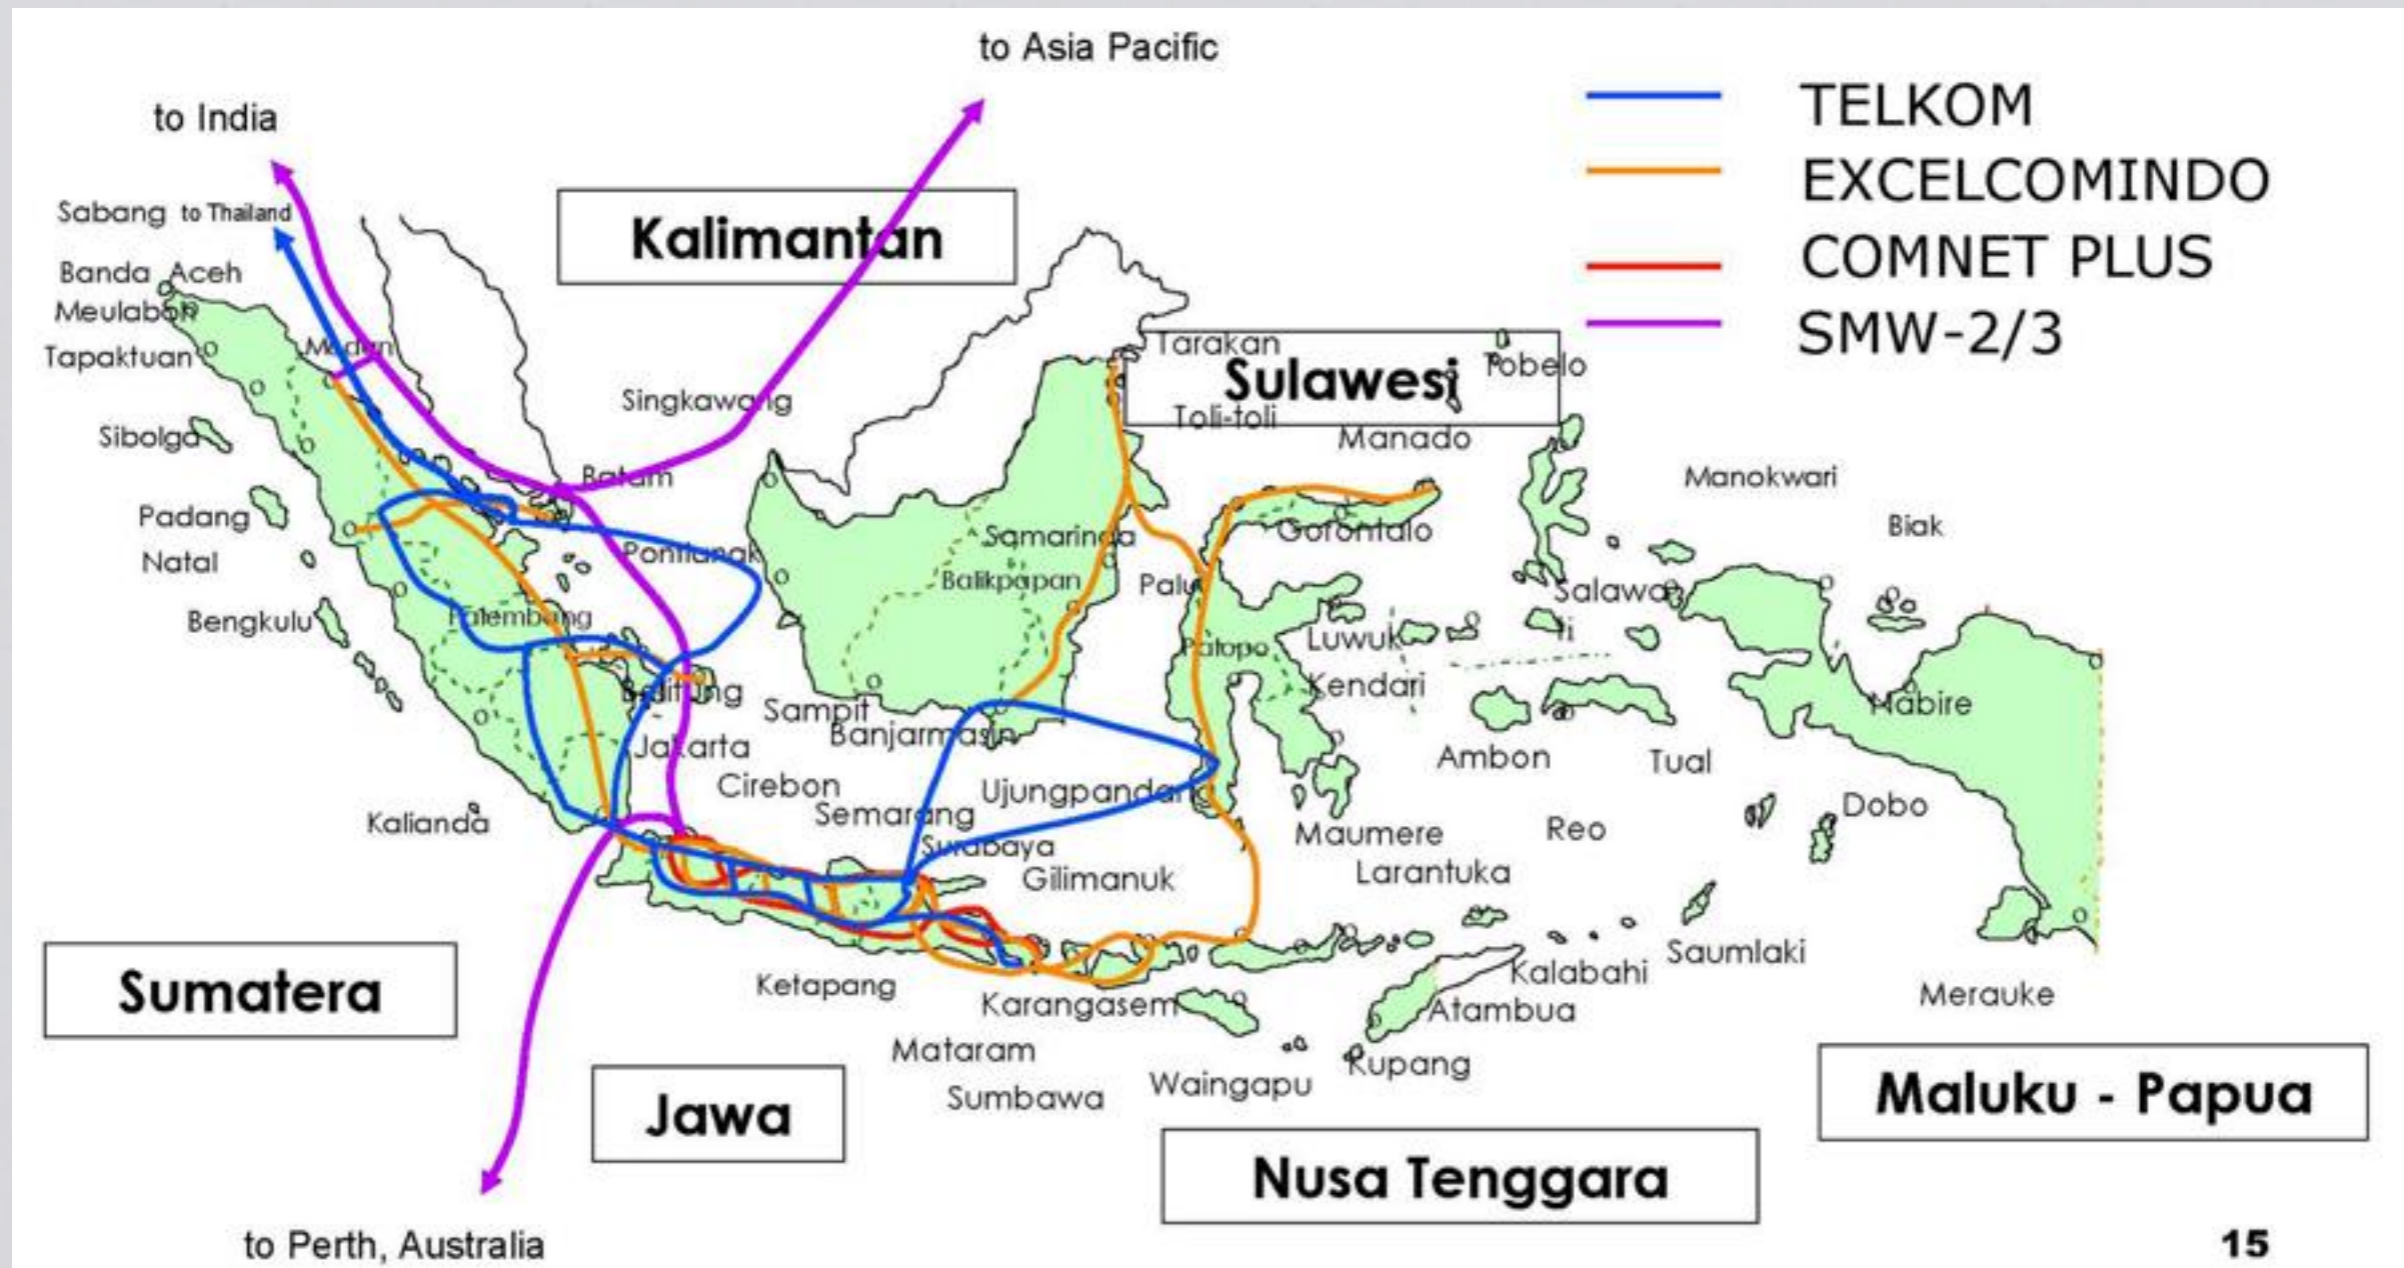 to Asia Pacific
to India
TELKOM
EXCELCOMINDO
COMNET PLUS
SMW-2/3
Sabang to Thailand
Kalimantan
Banda Aceh
Meulaboh
Tapaktuan
Medan
Tarakan
Sulawesi
Tobelo
Singkawang
Toli-toli
Sibolga
Manado
Batam
Manokwari
Padang
Samarinda
Gorontalo
Biak
Natal
Pontianak
Balikpapan
Palu
Salawa
ti
Bengkulu
Palembang
Luwuk
Palopo
Kendari
Belitung
Sampit
Banjarmasin
Nabire
Jakarta
Ambon
Tual
Cirebon
Ujungpandang
Semarang
Kalianda
Surabaya
Maumere
Reo
Dobo
Gilimanuk
Larantuka
Sumatera
Ketapang
Karangasem
Kalabahi
Saumlaki
Atambua
Merauke
Mataram
Kupang
Jawa
Sumbawa
Waingapu
Maluku - Papua
Nusa Tenggara
to Perth, Australia
15